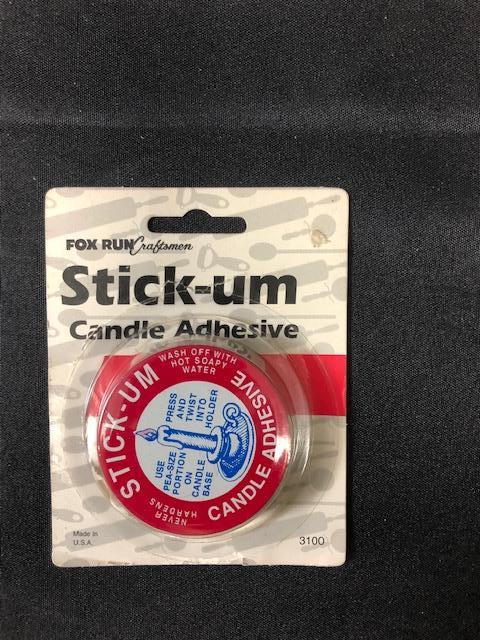 FOX RUN Craftsmen
Stick-um
Candle Adhesive
STICK-UM
WASH OFF WITH
HOT SOAPY
WATER
CANDLE ADHESIVE
USE
PEA-SIZE
PORTION
ON
CANDLE
BASE
PRESS
AND
TWIST
INTO
HOLDER
NEVER
HARDENS
Made In
U.S.A.
3100